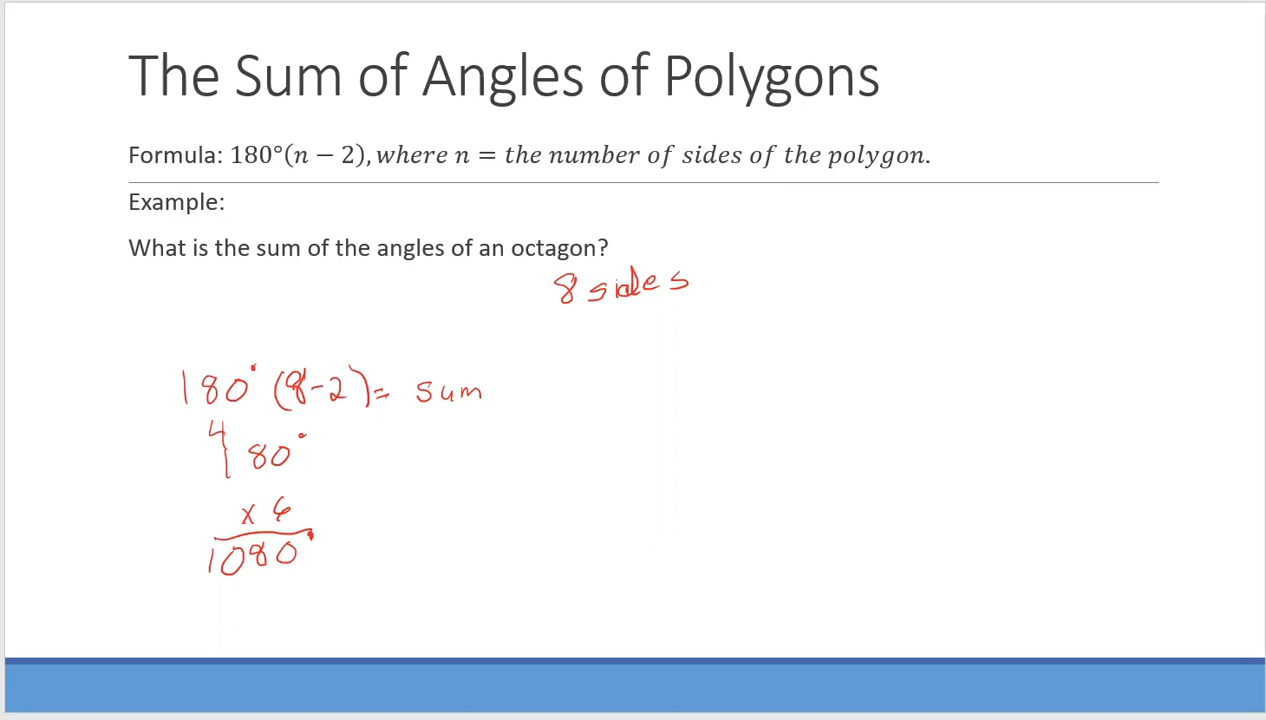 The Sum of Angles of Polygons
Formula: 180°(n − 2), where n = the number of sides of the polygon.
Example:
What is the sum of the angles of an octagon?
8 sides
180° (8-2) = sum
4
180°
x 6
1080°